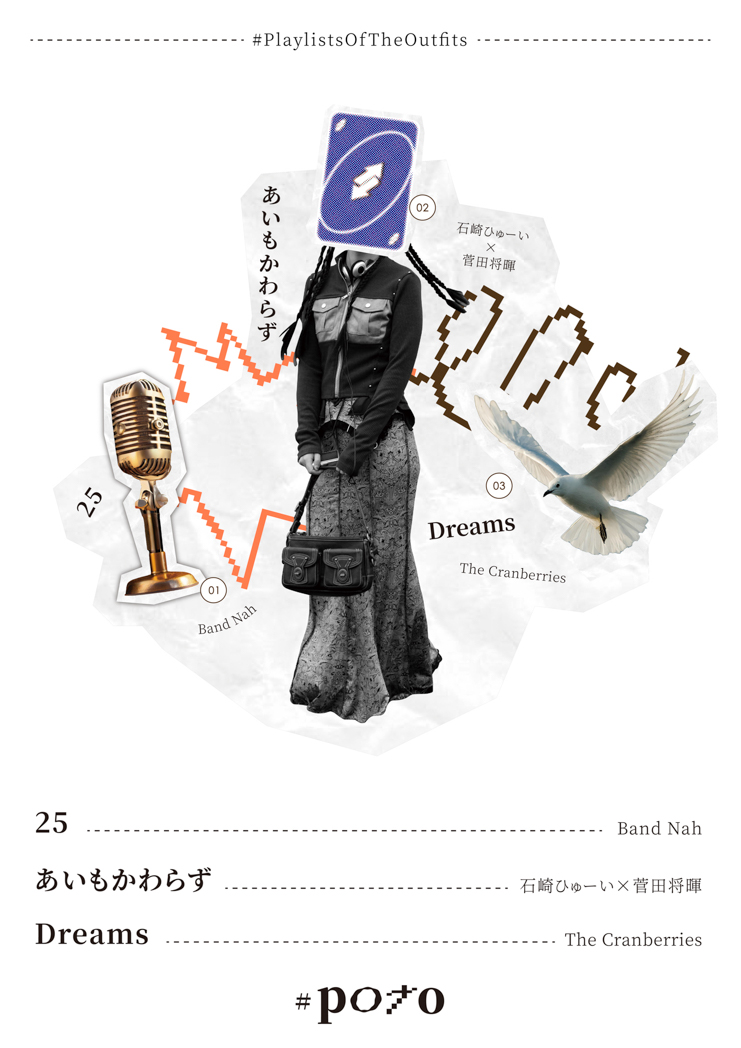 #PlaylistsOfTheOutfits
あいもかわらず
02
石崎ひゅーい
×
菅田将暉
25
03
Dreams
The Cranberries
01
Band Nah
25 Band Nah
あいもかわらず 石崎ひゅーい×菅田将暉
Dreams The Cranberries